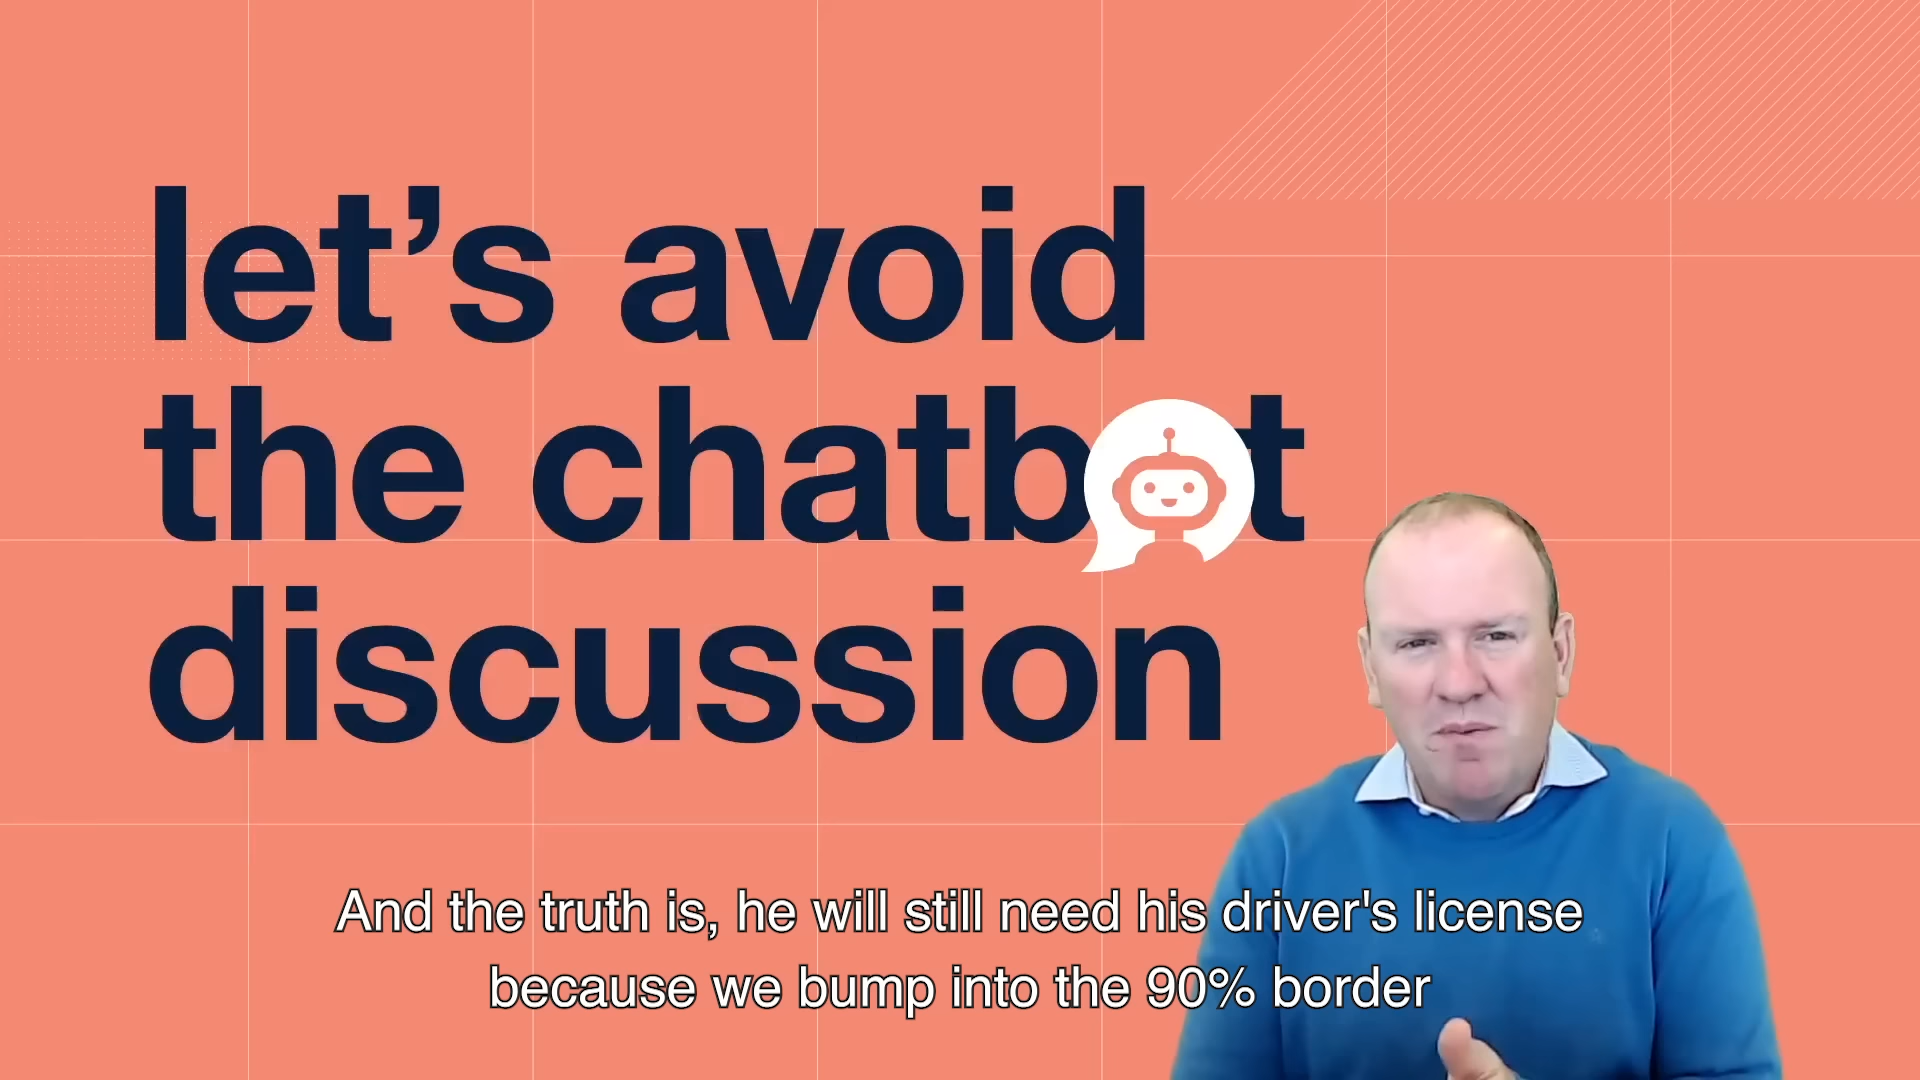 let’s avoid
the chatbot
discussion
And the truth is, he will still need his driver's license
because we bump into the 90% border